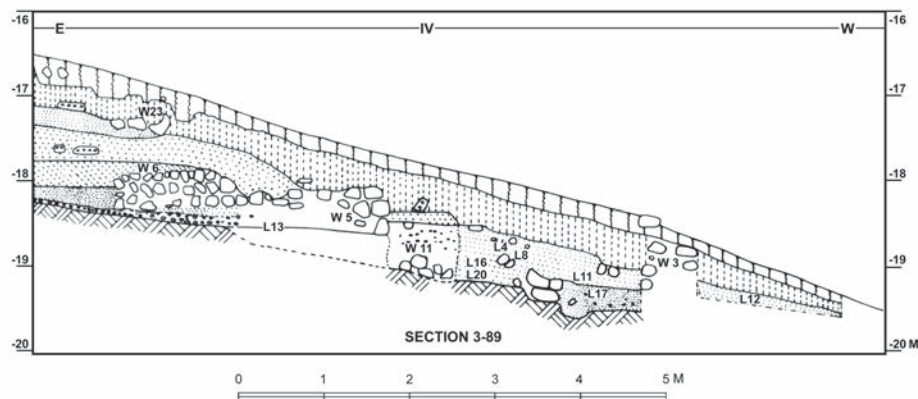 -16 -16
E IV W
-17 -17
W23
-18 -18
W 6
W 5
L13
W 11
L4
L8
L16
L20
L11
L17
W 3
L12
-19 -19
SECTION 3-89
-20 -20 M
0 1 2 3 4 5 M